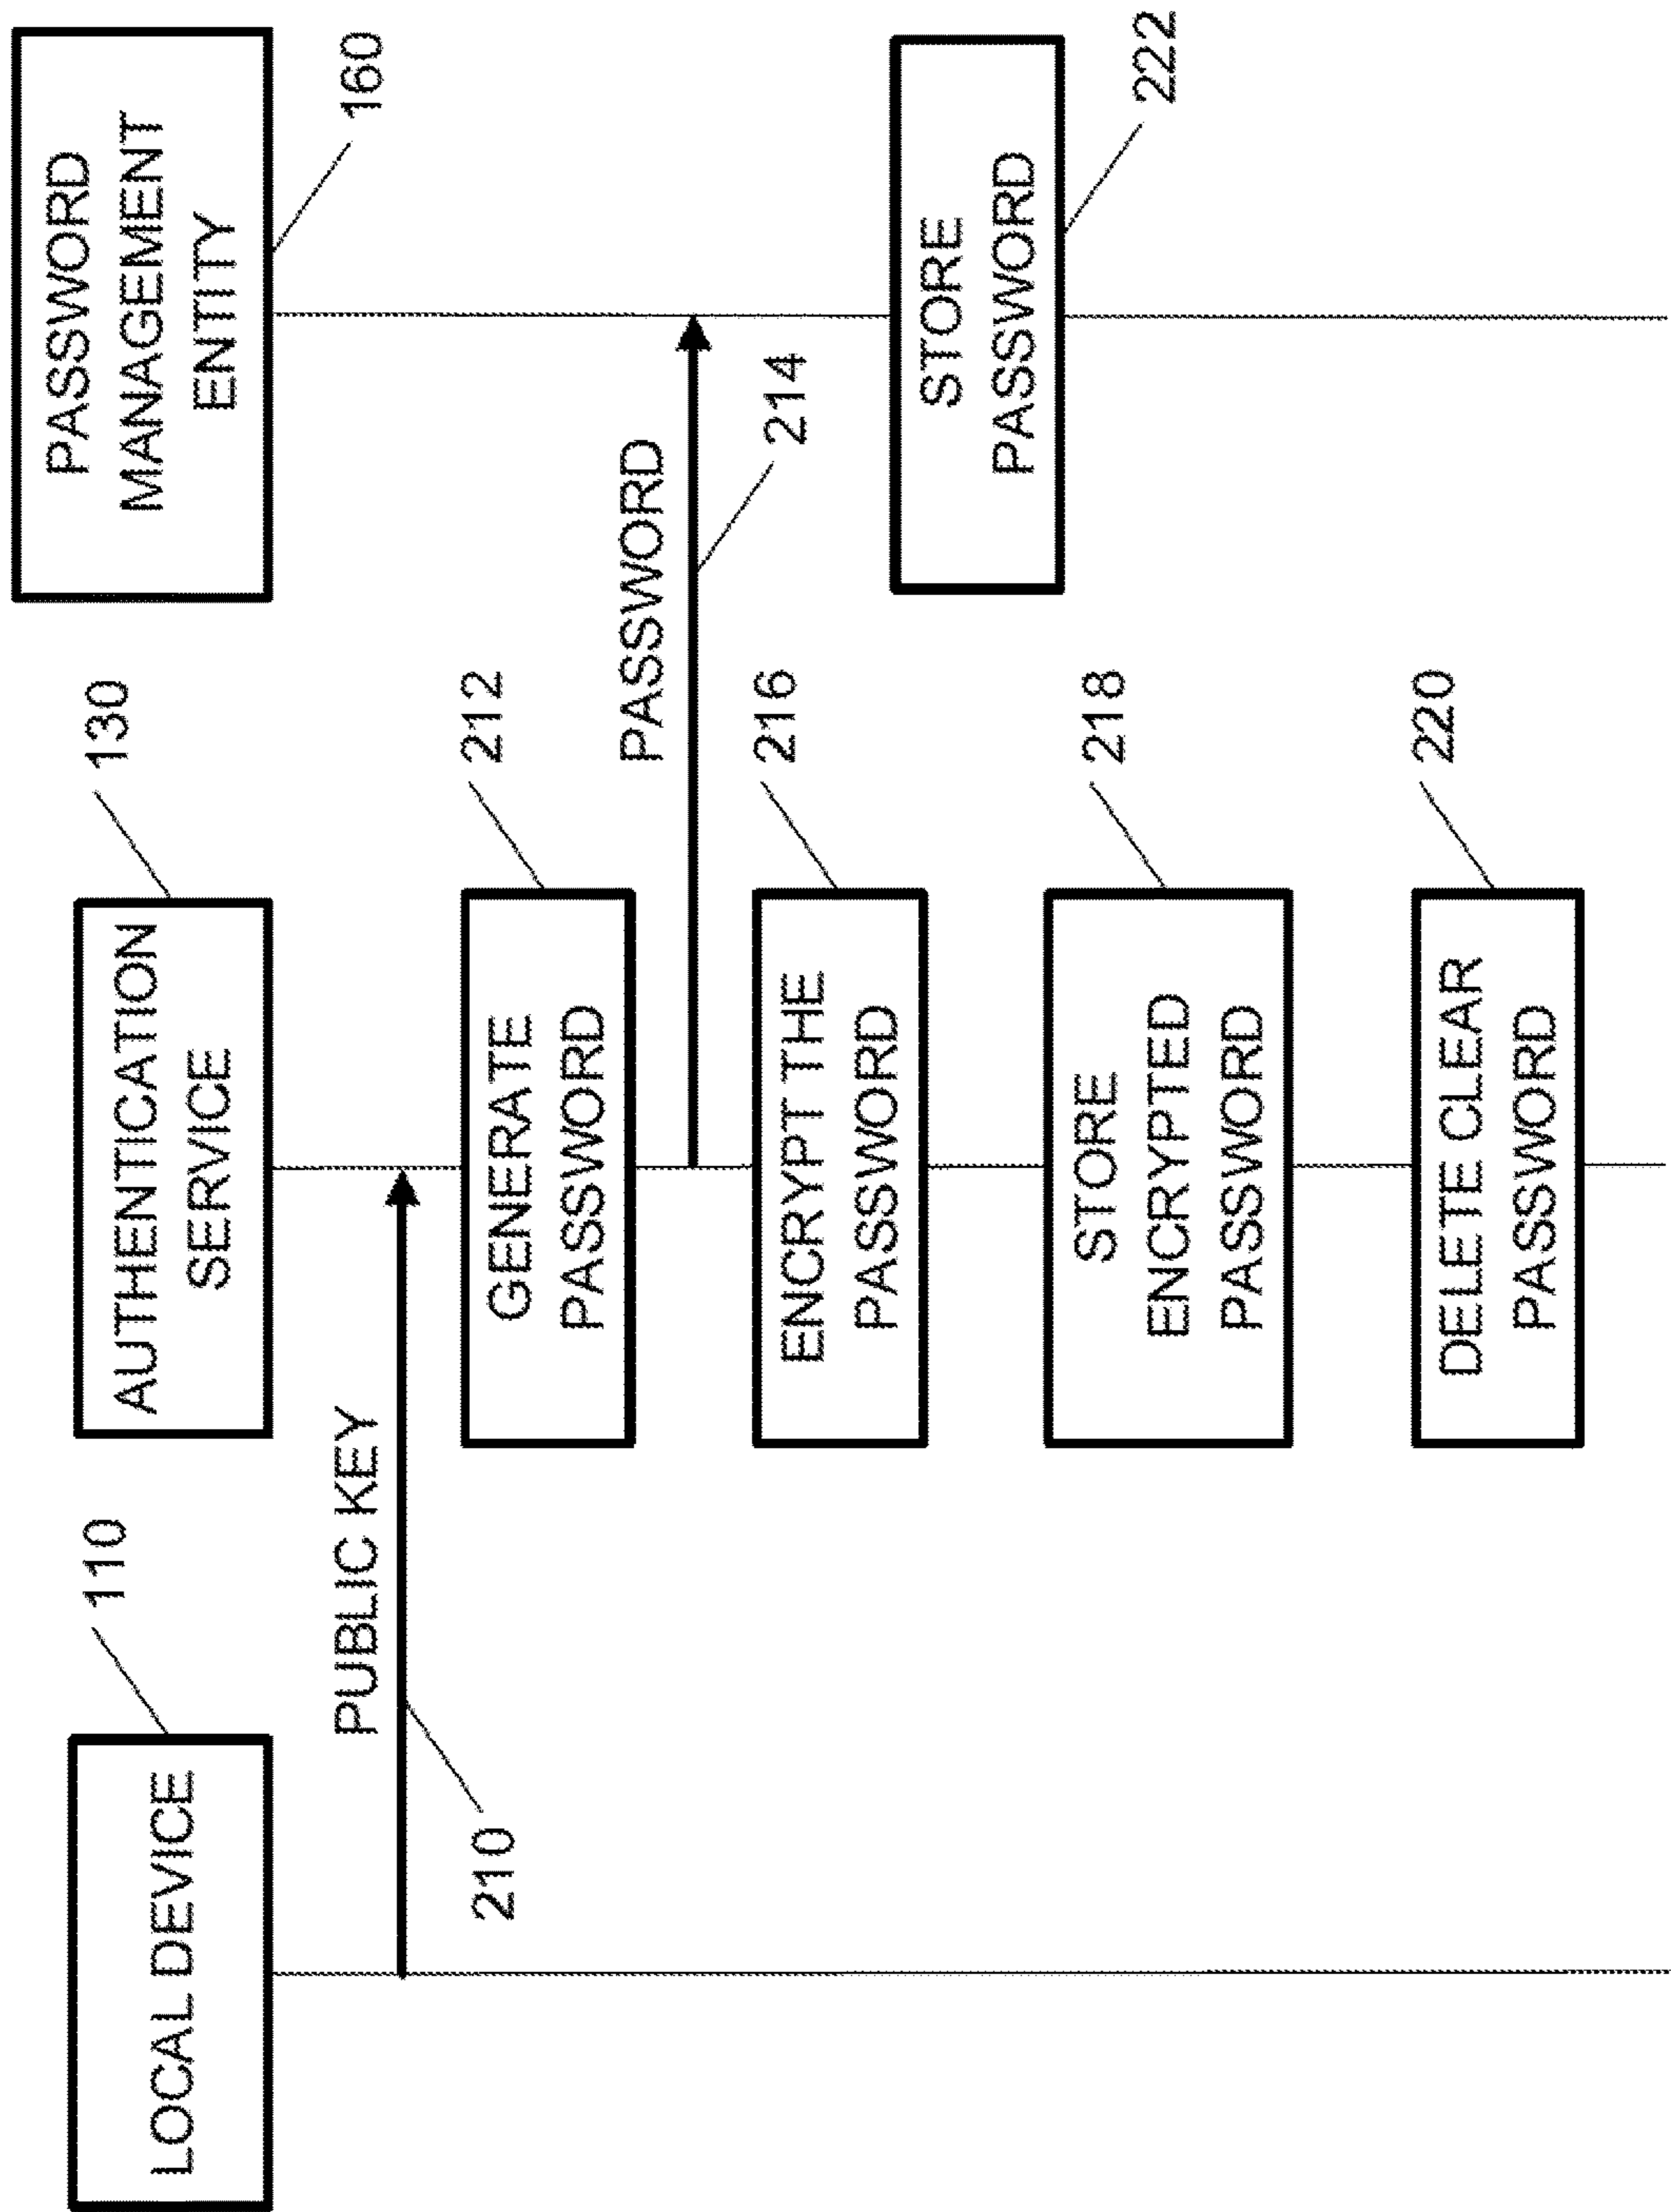 LOCAL DEVICE
110
AUTHENTICATION
SERVICE
130
PASSWORD
MANAGEMENT
ENTITY
160
PUBLIC KEY
210
GENERATE
PASSWORD
212
PASSWORD
214
ENCRYPT THE
PASSWORD
216
STORE
PASSWORD
222
STORE
ENCRYPTED
PASSWORD
218
DELETE CLEAR
PASSWORD
220